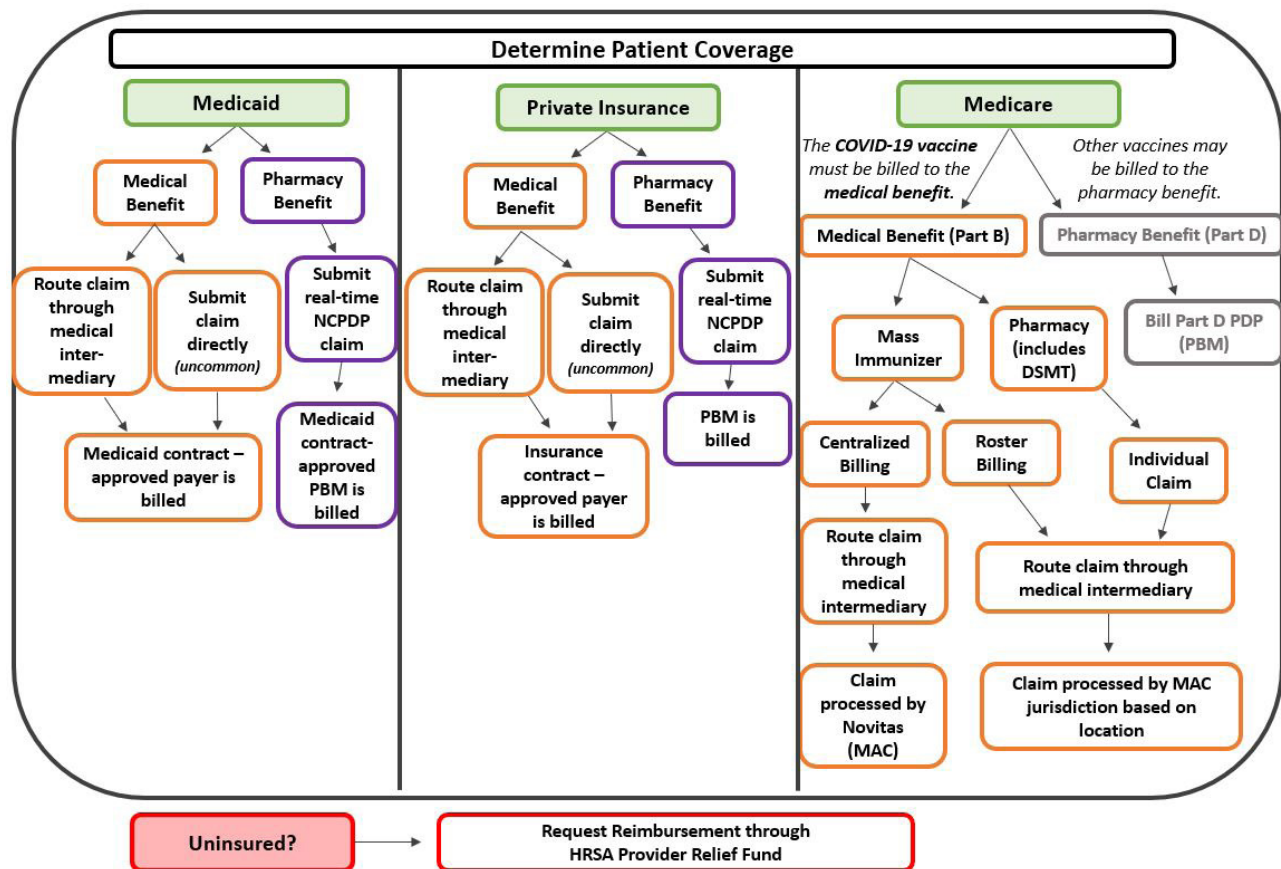 Determine Patient Coverage
Medicaid
Medical
Benefit
Pharmacy
Benefit
Route claim
through
medical
inter-
mediary
Submit
claim
directly
(uncommon)
Submit
real-time
NCPDP
claim
Medicaid contract –
approved payer is
billed
Medicaid
contract-
approved
PBM is
billed
Private Insurance
Medical
Benefit
Pharmacy
Benefit
Route claim
through
medical
inter-
mediary
Submit
claim
directly
(uncommon)
Submit
real-time
NCPDP
claim
Insurance
contract –
approved payer
is billed
PBM is
billed
Medicare
The COVID-19 vaccine
must be billed to the
medical benefit.
Other vaccines may
be billed to the
pharmacy benefit.
Medical Benefit (Part B)
Pharmacy Benefit (Part D)
Mass
Immunizer
Pharmacy
(includes
DSMT)
Bill Part D PDP
(PBM)
Centralized
Billing
Roster
Billing
Individual
Claim
Route claim
through
medical
intermediary
Route claim through
medical intermediary
Claim
processed by
Novitas
(MAC)
Claim processed by MAC
jurisdiction based on
location
Uninsured?
Request Reimbursement through
HRSA Provider Relief Fund